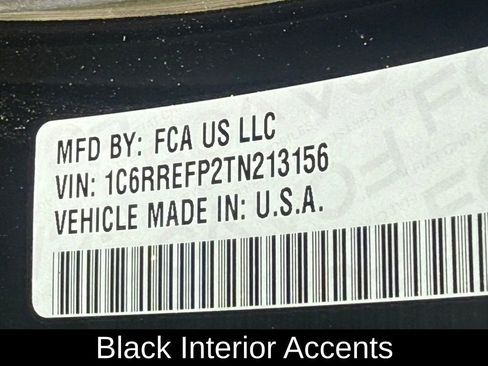 MFD BY: FCA US LLC
VIN: 1C6RREFP2TN213156
VEHICLE MADE IN: U.S.A.
Black Interior Accents